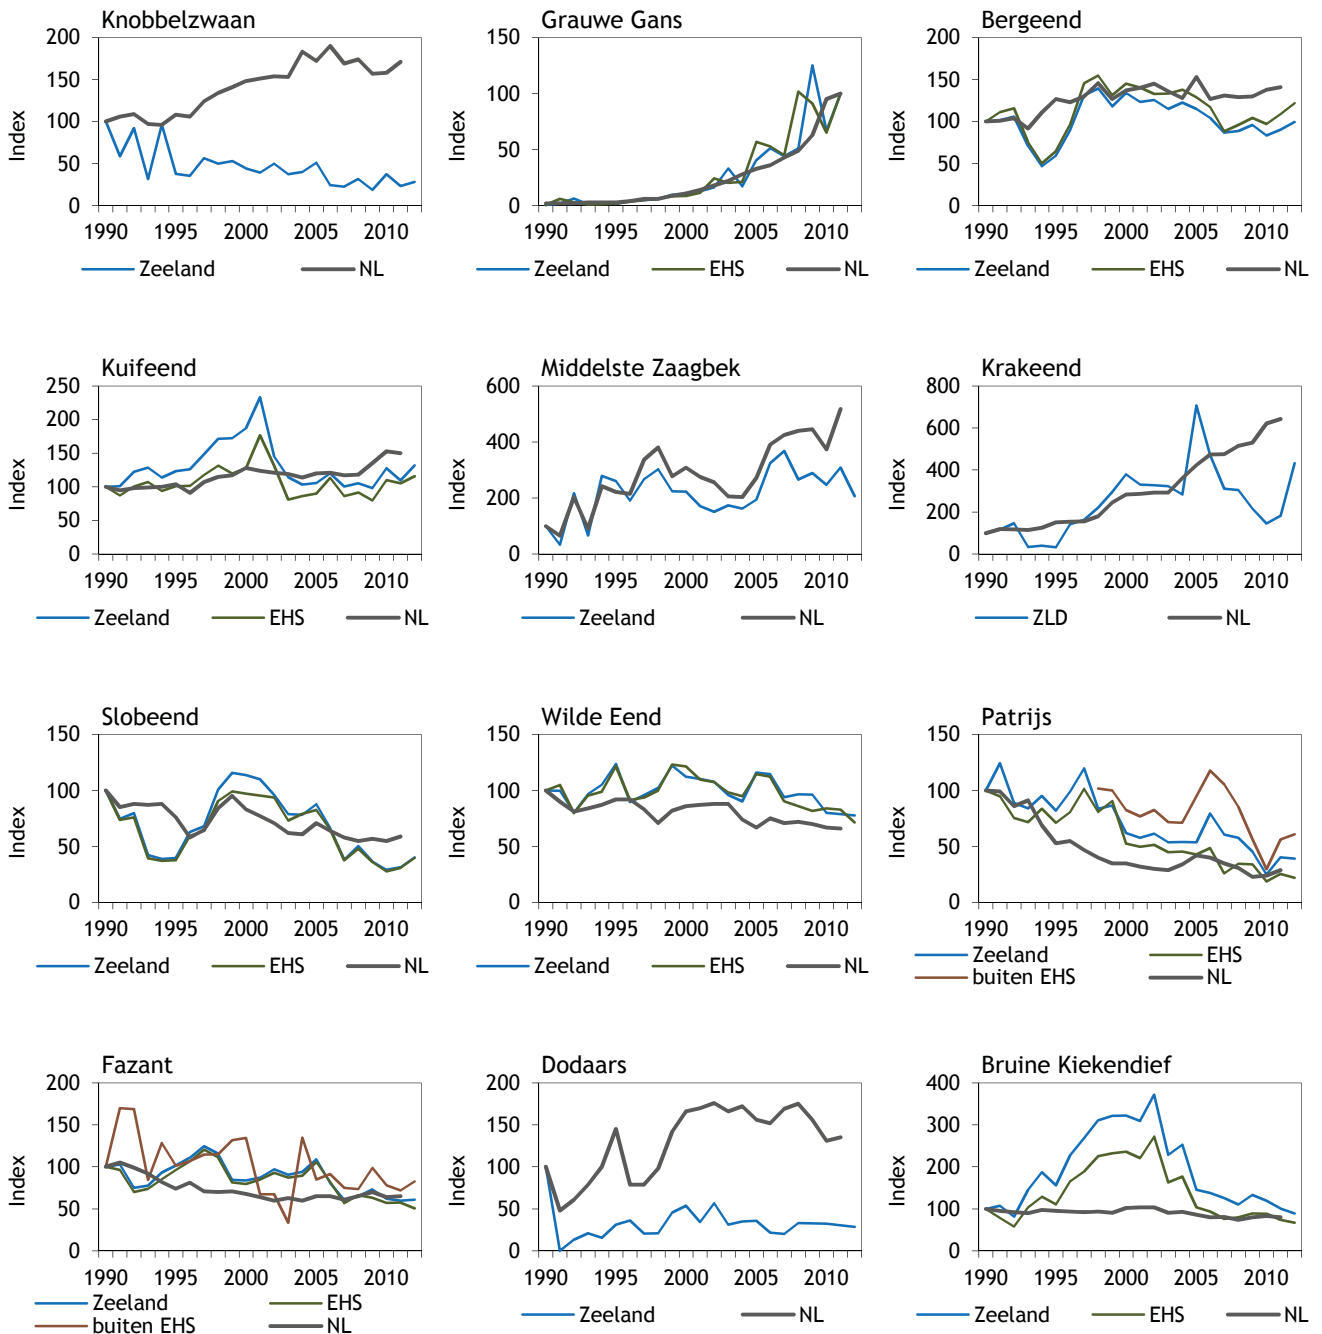 Knobbelzwaan
200
150
100
50
0
Index
1990 1995 2000 2005 2010
Zeeland NL
Grauwe Gans
150
100
50
0
Index
1990 1995 2000 2005 2010
Zeeland EHS NL
Bergeend
200
150
100
50
0
Index
1990 1995 2000 2005 2010
Zeeland EHS NL
Kuifeend
250
200
150
100
50
0
Index
1990 1995 2000 2005 2010
Zeeland EHS NL
Middelste Zaagbek
600
400
200
0
Index
1990 1995 2000 2005 2010
Zeeland NL
Krakeend
800
600
400
200
0
Index
1990 1995 2000 2005 2010
ZLD NL
Slobeend
150
100
50
0
Index
1990 1995 2000 2005 2010
Zeeland EHS NL
Wilde Eend
150
100
50
0
Index
1990 1995 2000 2005 2010
Zeeland EHS NL
Patrijs
150
100
50
0
Index
1990 1995 2000 2005 2010
Zeeland EHS
buiten EHS NL
Fazant
200
150
100
50
0
Index
1990 1995 2000 2005 2010
Zeeland EHS
buiten EHS NL
Dodaars
200
150
100
50
0
Index
1990 1995 2000 2005 2010
Zeeland NL
Bruine Kiekendief
400
300
200
100
0
Index
1990 1995 2000 2005 2010
Zeeland EHS NL